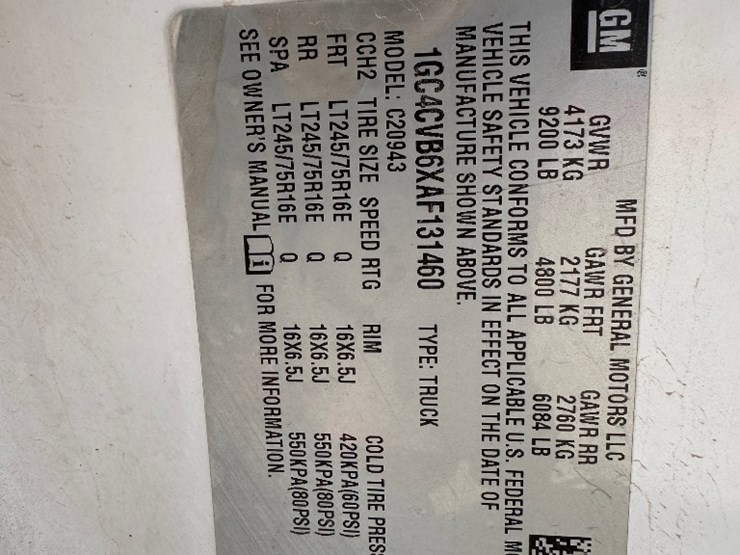 GM ®
MFD BY GENERAL MOTORS LLC
GVWR GAWR FRT GAWR RR
4173 KG 2177 KG 2760 KG
9200 LB 4800 LB 6084 LB
THIS VEHICLE CONFORMS TO ALL APPLICABLE U.S. FEDERAL
VEHICLE SAFETY STANDARDS IN EFFECT ON THE DATE OF
MANUFACTURE SHOWN ABOVE.
1GC4CVB6XAF131460 TYPE: TRUCK
MODEL: C20943
CCH2 TIRE SIZE SPEED RTG RIM COLD TIRE PRES
FRT LT245/75R16E Q 16X6.5J 420KPA(60PSI)
RR LT245/75R16E Q 16X6.5J 550KPA(80PSI)
SPA LT245/75R16E Q 16X6.5J 550KPA(80PSI)
SEE OWNER'S MANUAL i FOR MORE INFORMATION.